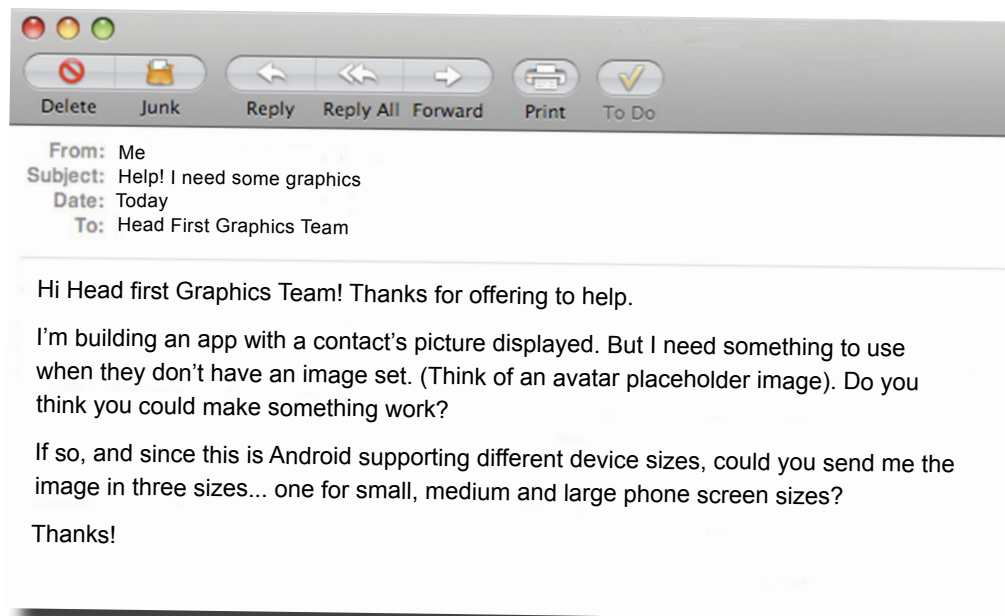 Delete Junk Reply Reply All Forward Print To Do
From: Me
Subject: Help! I need some graphics
Date: Today
To: Head First Graphics Team
Hi Head first Graphics Team! Thanks for offering to help.
I’m building an app with a contact’s picture displayed. But I need something to use
when they don’t have an image set. (Think of an avatar placeholder image). Do you
think you could make something work?
If so, and since this is Android supporting different device sizes, could you send me the
image in three sizes... one for small, medium and large phone screen sizes?
Thanks!